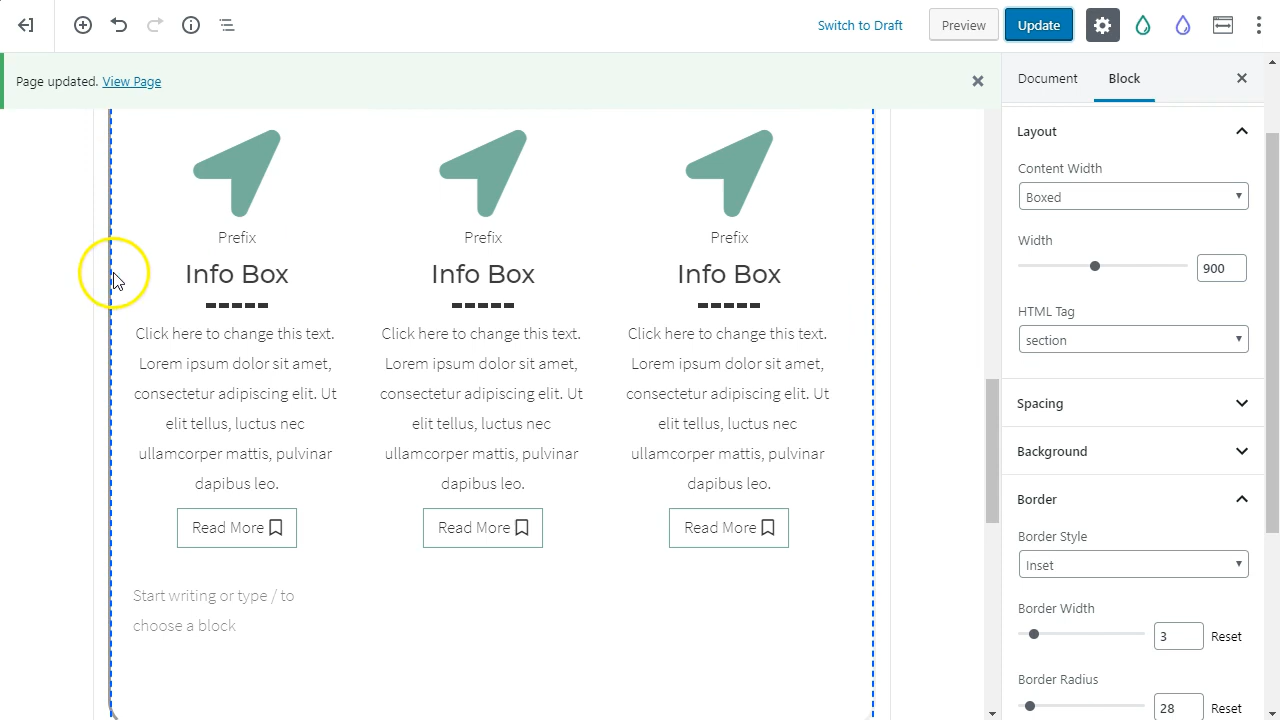 Switch to Draft Preview Update
Page updated. View Page
Document Block
Prefix Prefix Prefix
Info Box Info Box Info Box
Click here to change this text. Click here to change this text. Click here to change this text.
Lorem ipsum dolor sit amet, Lorem ipsum dolor sit amet, Lorem ipsum dolor sit amet,
consectetur adipiscing elit. Ut consectetur adipiscing elit. Ut consectetur adipiscing elit. Ut
elit tellus, luctus nec elit tellus, luctus nec elit tellus, luctus nec
ullamcorper mattis, pulvinar ullamcorper mattis, pulvinar ullamcorper mattis, pulvinar
dapibus leo. dapibus leo. dapibus leo.
Read More Read More Read More
Start writing or type / to
choose a block
Layout
Content Width
Boxed
Width
900
HTML Tag
section
Spacing
Background
Border
Border Style
Inset
Border Width
3 Reset
Border Radius
28 Reset